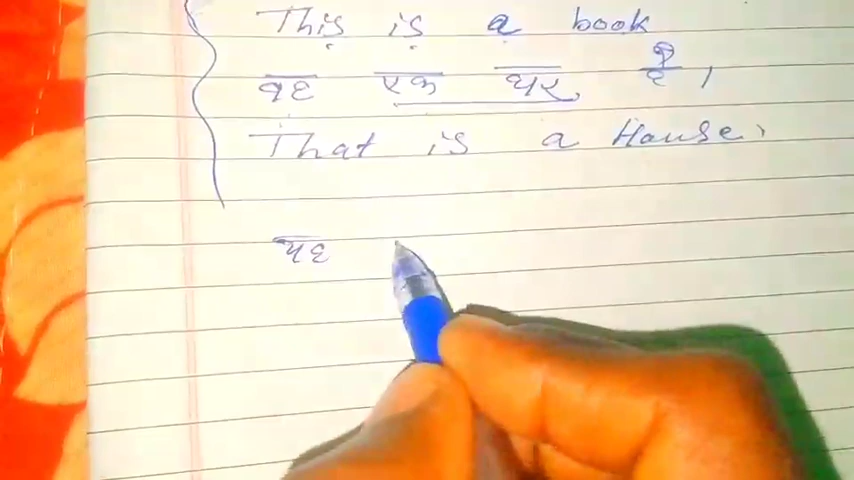 This is a book
वह एक घर है,
That is a House,
यह